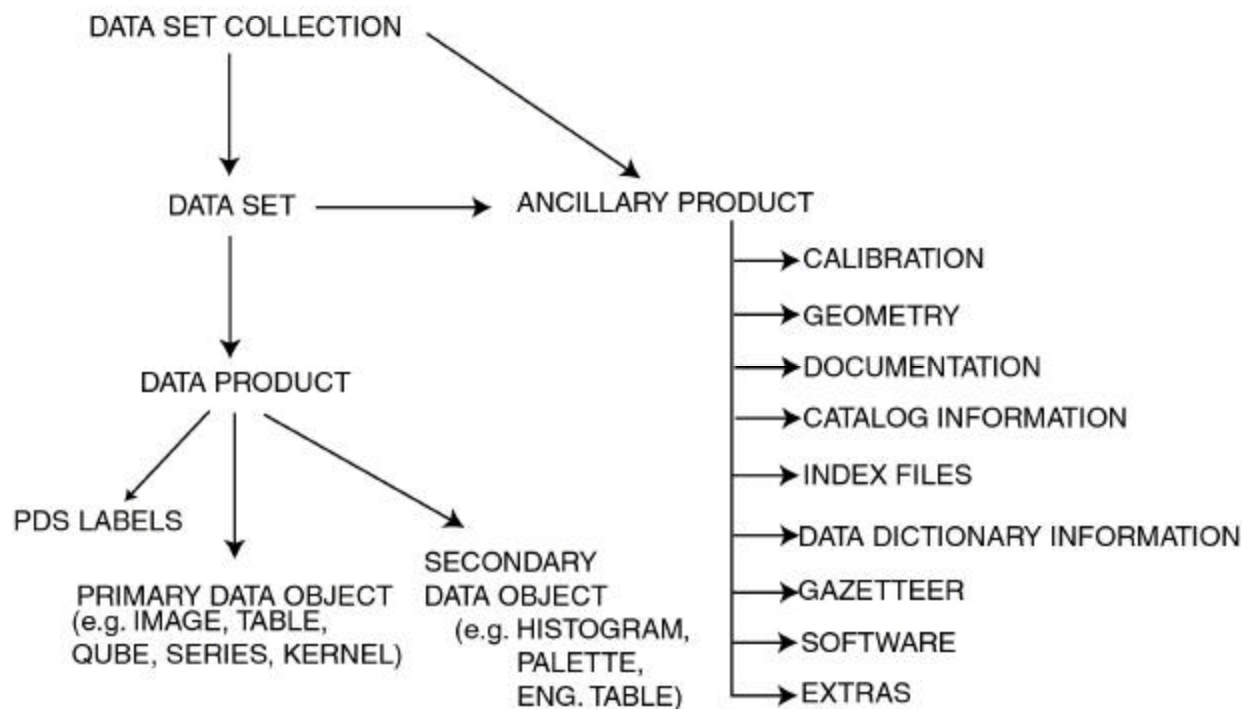 DATA SET COLLECTION
DATA SET
ANCILLARY PRODUCT
CALIBRATION
GEOMETRY
DOCUMENTATION
CATALOG INFORMATION
INDEX FILES
DATA DICTIONARY INFORMATION
GAZETTEER
SOFTWARE
EXTRAS
DATA PRODUCT
PDS LABELS
PRIMARY DATA OBJECT
(e.g. IMAGE, TABLE,
QUBE, SERIES, KERNEL)
SECONDARY
DATA OBJECT
(e.g. HISTOGRAM,
PALETTE,
ENG. TABLE)